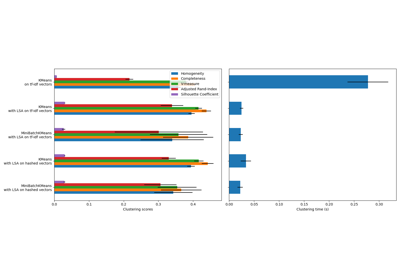 Homogeneity
Completeness
V-measure
Adjusted Rand-Index
Silhouette Coefficient
KMeans
on tf-idf vectors
KMeans
with LSA on tf-idf vectors
MiniBatchKMeans
with LSA on tf-idf vectors
KMeans
with LSA on hashed vectors
MiniBatchKMeans
with LSA on hashed vectors
0.0 0.1 0.2 0.3 0.4
Clustering scores
0.00 0.05 0.10 0.15 0.20 0.25 0.30
Clustering time (s)